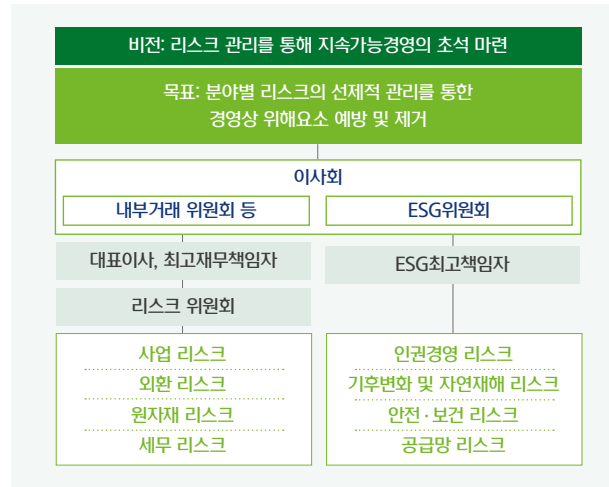 비전: 리스크 관리를 통해 지속가능경영의 초석 마련
목표: 분야별 리스크의 선제적 관리를 통한
경영상 위해요소 예방 및 제거
이사회
내부거래 위원회 등
ESG위원회
대표이사, 최고재무책임자
ESG최고책임자
리스크 위원회
사업 리스크
외환 리스크
원자재 리스크
세무 리스크
인권경영 리스크
기후변화 및 자연재해 리스크
안전·보건 리스크
공급망 리스크